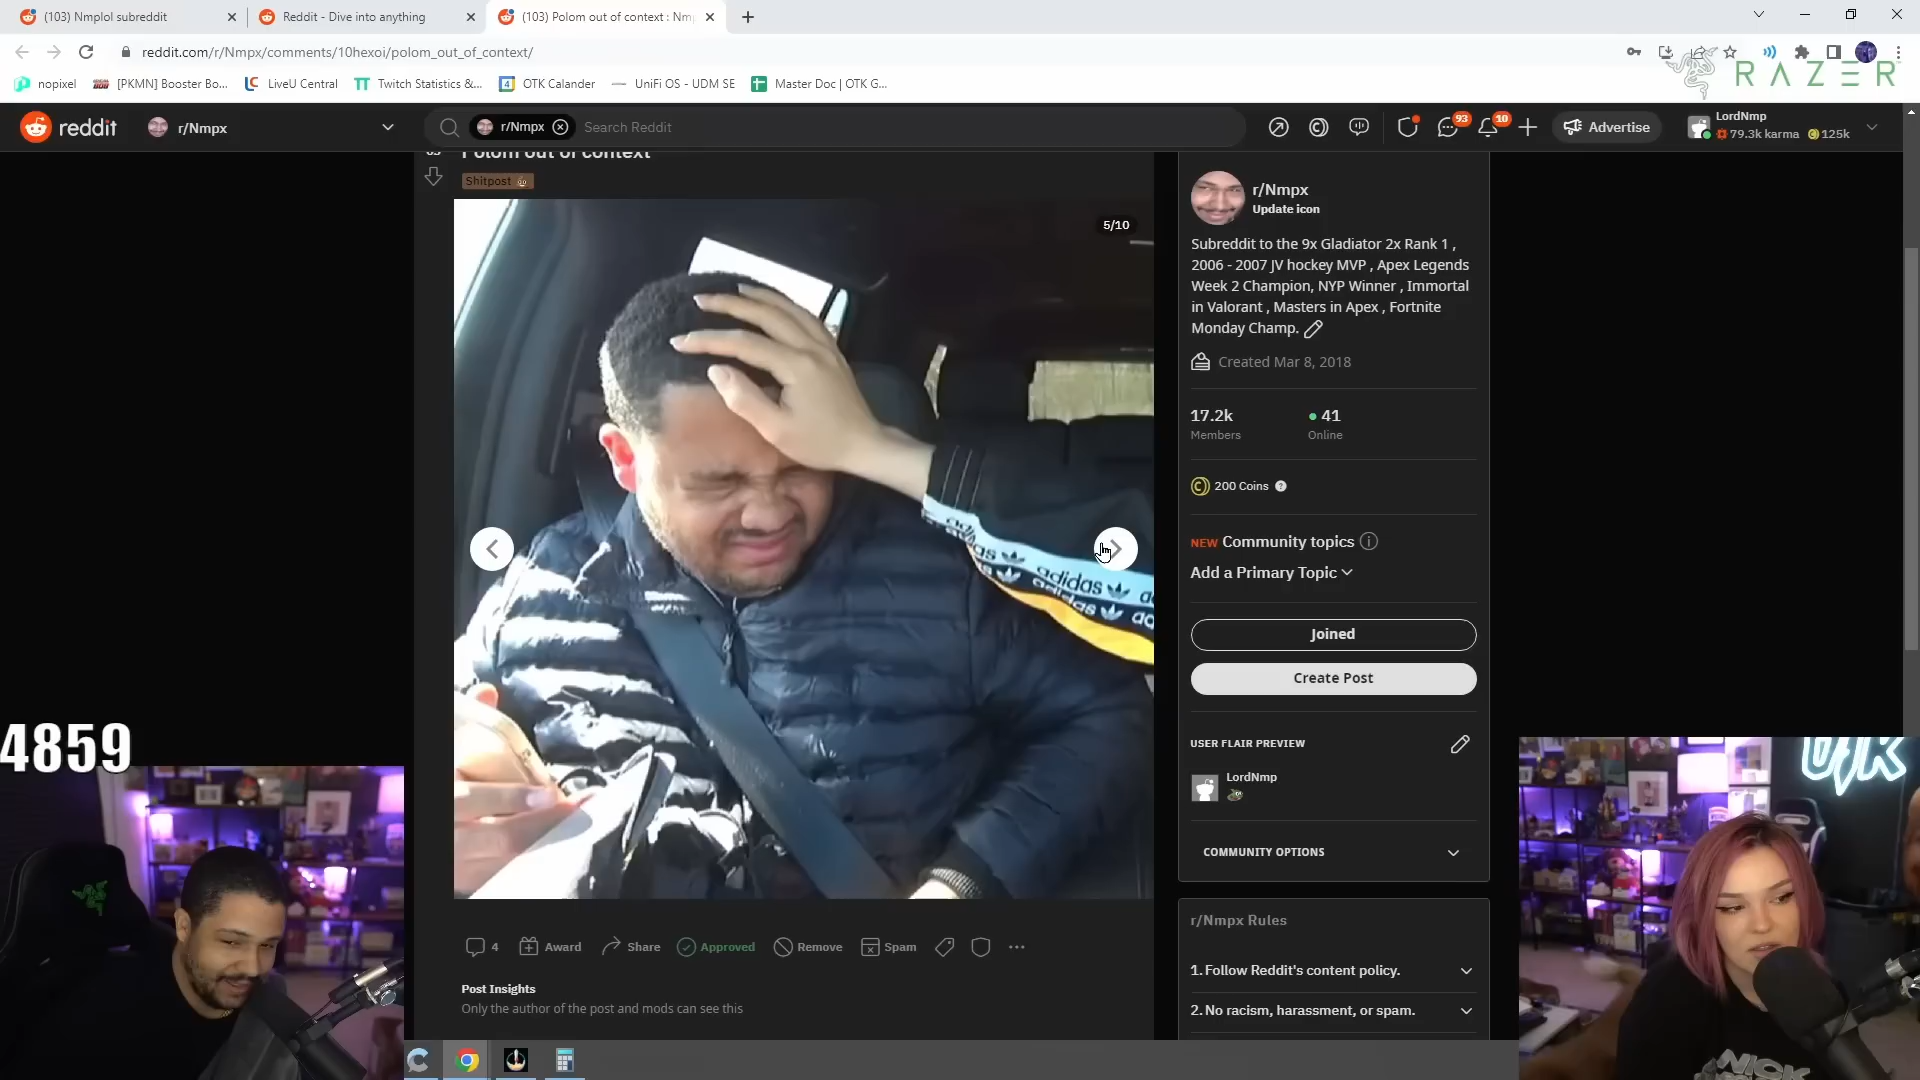 (103) Nmplol subreddit
Reddit - Dive into anything
(103) Polom out of context : Nmp
reddit.com/r/Nmpx/comments/10hexoi/polom_out_of_context/
RAZER
nopixel
[PKMN] Booster Bo...
LiveU Central
Twitch Statistics &...
OTK Calander
UniFi OS - UDM SE
Master Doc | OTK G...
reddit
r/Nmpx
r/Nmpx
Search Reddit
93
10
Advertise
LordNmp
79.3k karma
125k
Polom out of context
Shitpost
5/10
adidas
adidas
r/Nmpx
Update icon
Subreddit to the 9x Gladiator 2x Rank 1 ,
2006 - 2007 JV hockey MVP , Apex Legends
Week 2 Champion, NYP Winner , Immortal
in Valorant , Masters in Apex , Fortnite
Monday Champ.
Created Mar 8, 2018
17.2k
41
Members
Online
200 Coins
NEW Community topics
Add a Primary Topic
Joined
Create Post
USER FLAIR PREVIEW
LordNmp
COMMUNITY OPTIONS
r/Nmpx Rules
1. Follow Reddit's content policy.
2. No racism, harassment, or spam.
4
Award
Share
Approved
Remove
Spam
Post Insights
Only the author of the post and mods can see this
4859
OTK